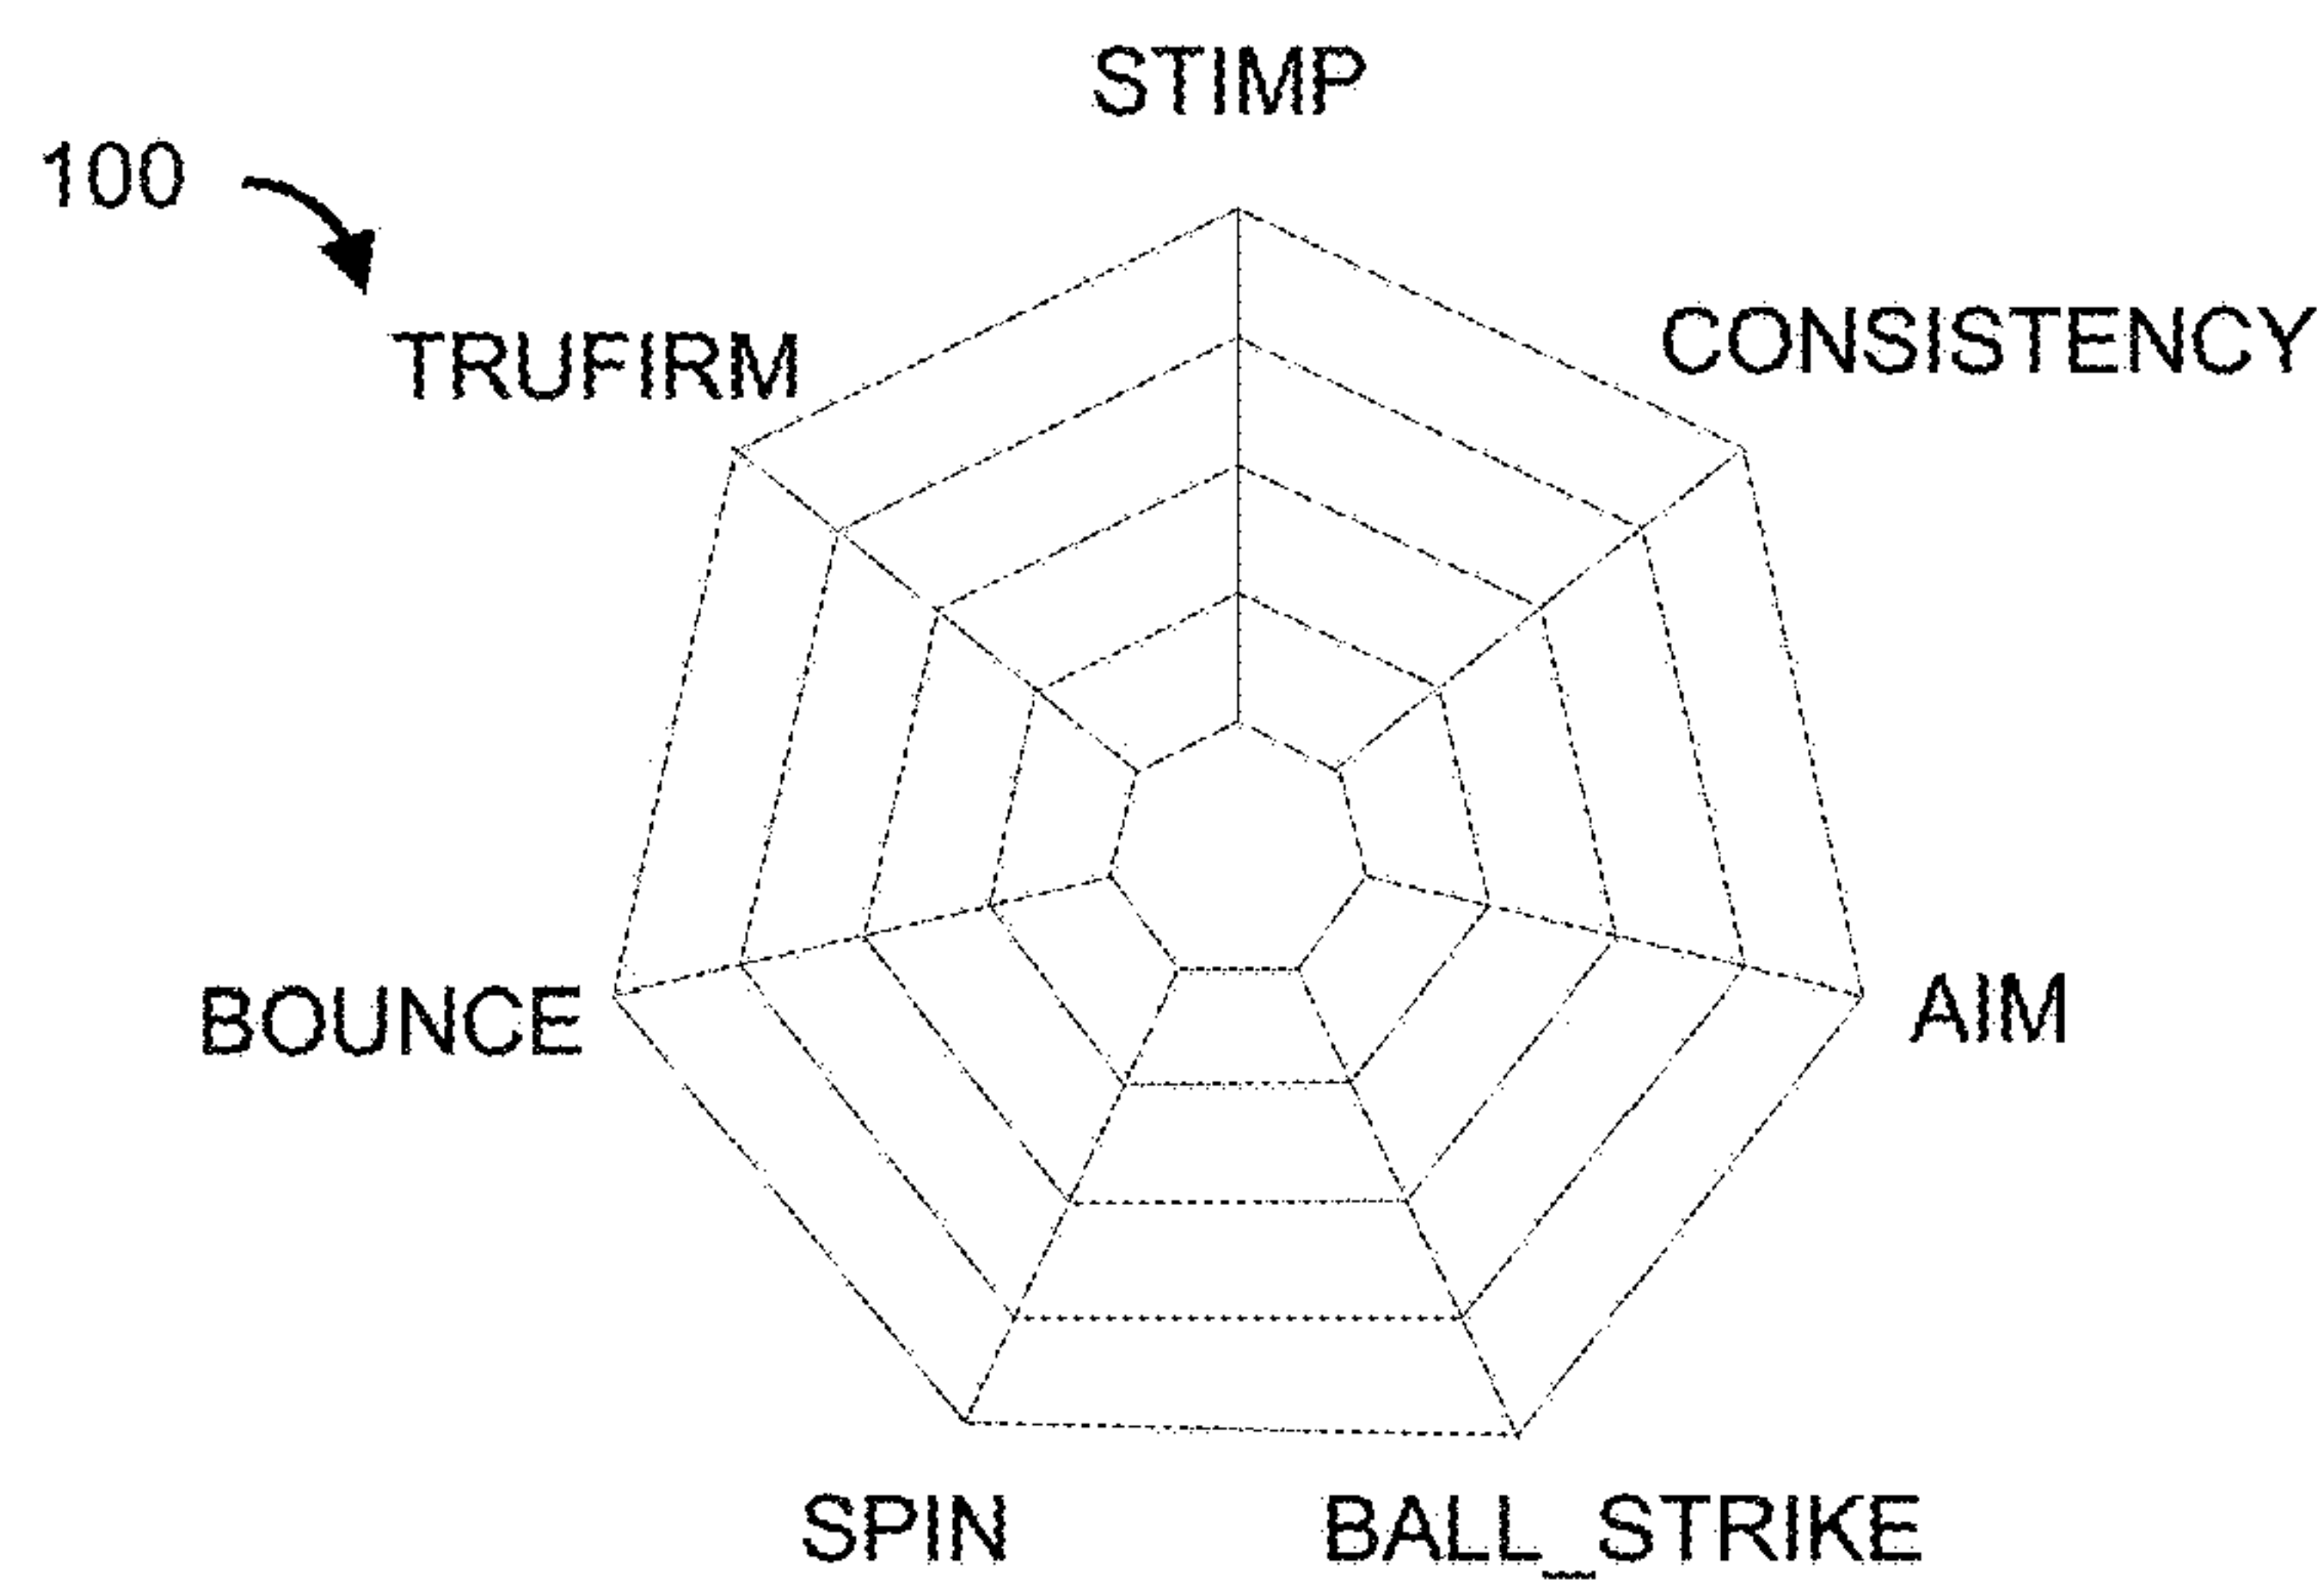 STIMP
100
CONSISTENCY
TRUFIRM
BOUNCE
AIM
SPIN
BALL_STRIKE